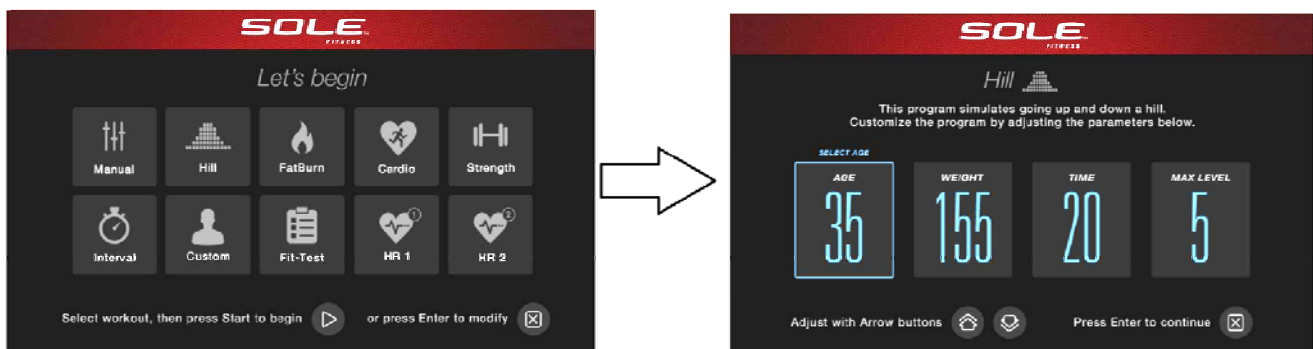 SOLE
FITNESS
Let's begin
Manual
Hill
FatBurn
Cardio
Strength
Interval
Custom
Fit-Test
1
HR 1
2
HR 2
Select workout, then press Start to begin
or press Enter to modify
SOLE
FITNESS
Hill
This program simulates going up and down a hill.
Customize the program by adjusting the parameters below.
SELECT AGE
AGE
35
WEIGHT
155
TIME
20
MAX LEVEL
5
Adjust with Arrow buttons
Press Enter to continue